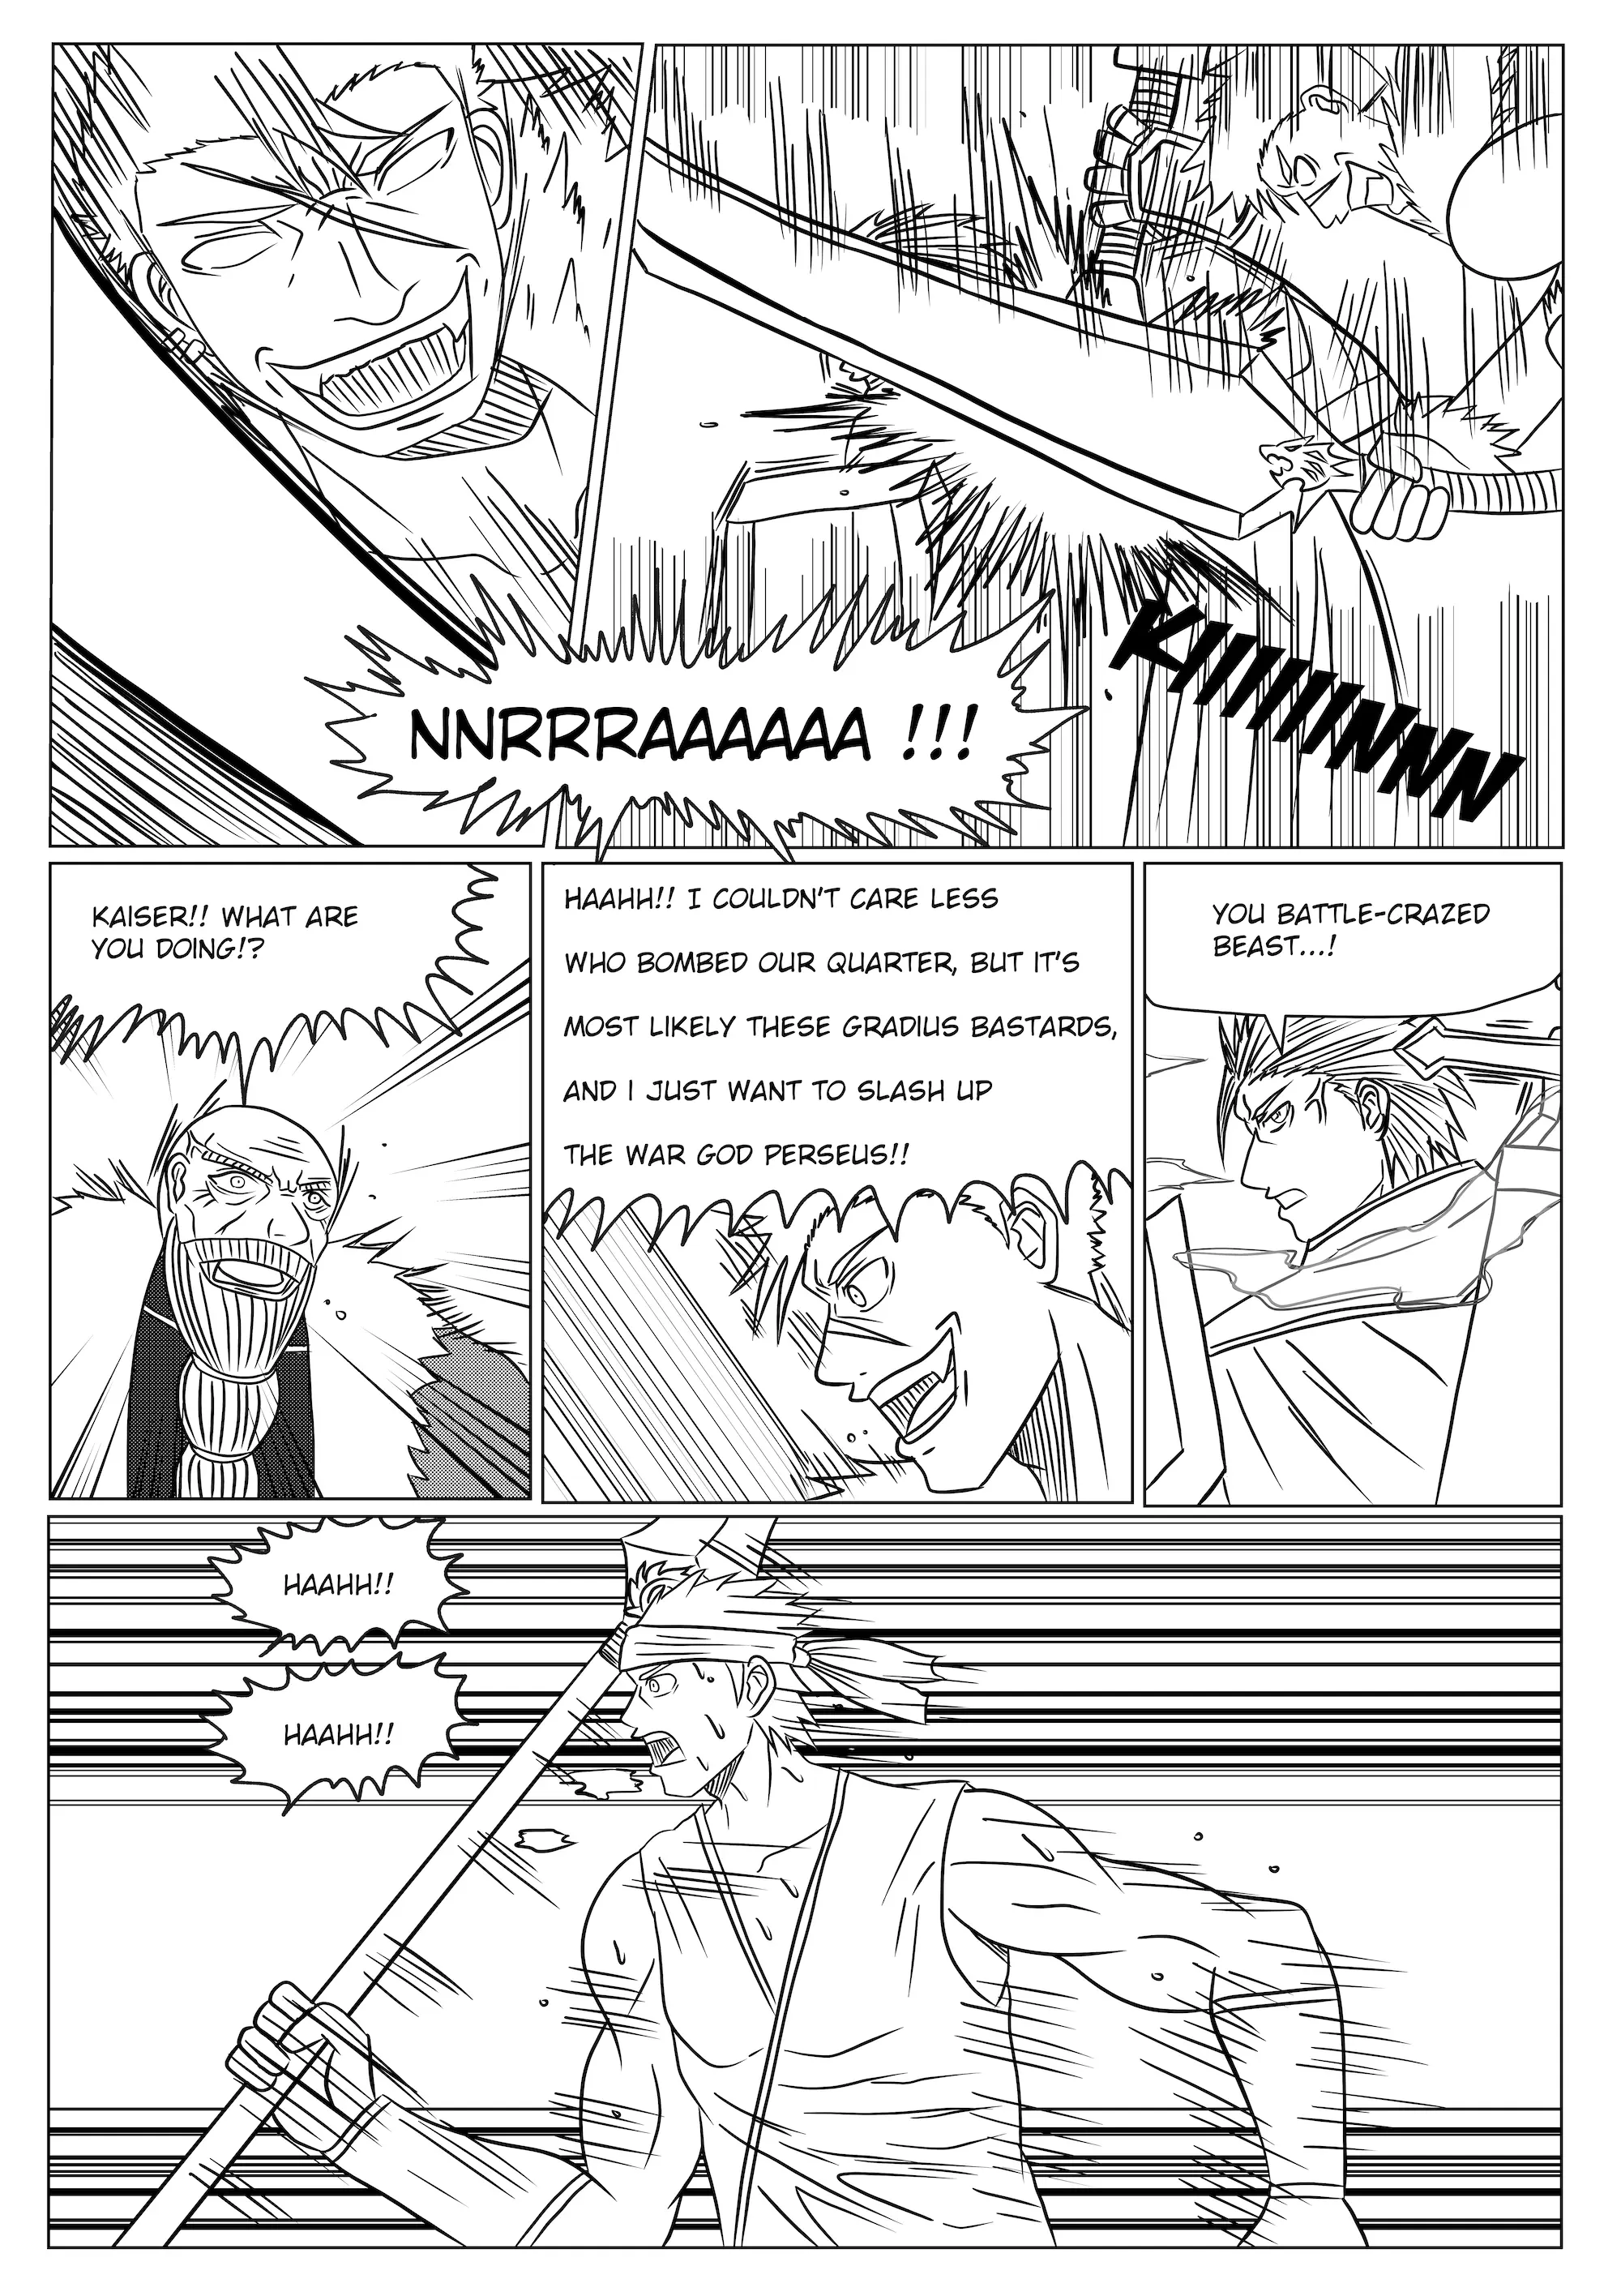 NNRRRAAAAAA !!!
KIIIIIINNN
KAISER!! WHAT ARE
YOU DOING!?
HAAHH!! I COULDN'T CARE LESS
WHO BOMBED OUR QUARTER, BUT IT'S
MOST LIKELY THESE GRADIUS BASTARDS,
AND I JUST WANT TO SLASH UP
THE WAR GOD PERSEUS!!
YOU BATTLE-CRAZED
BEAST...!
HAAHH!!
HAAHH!!